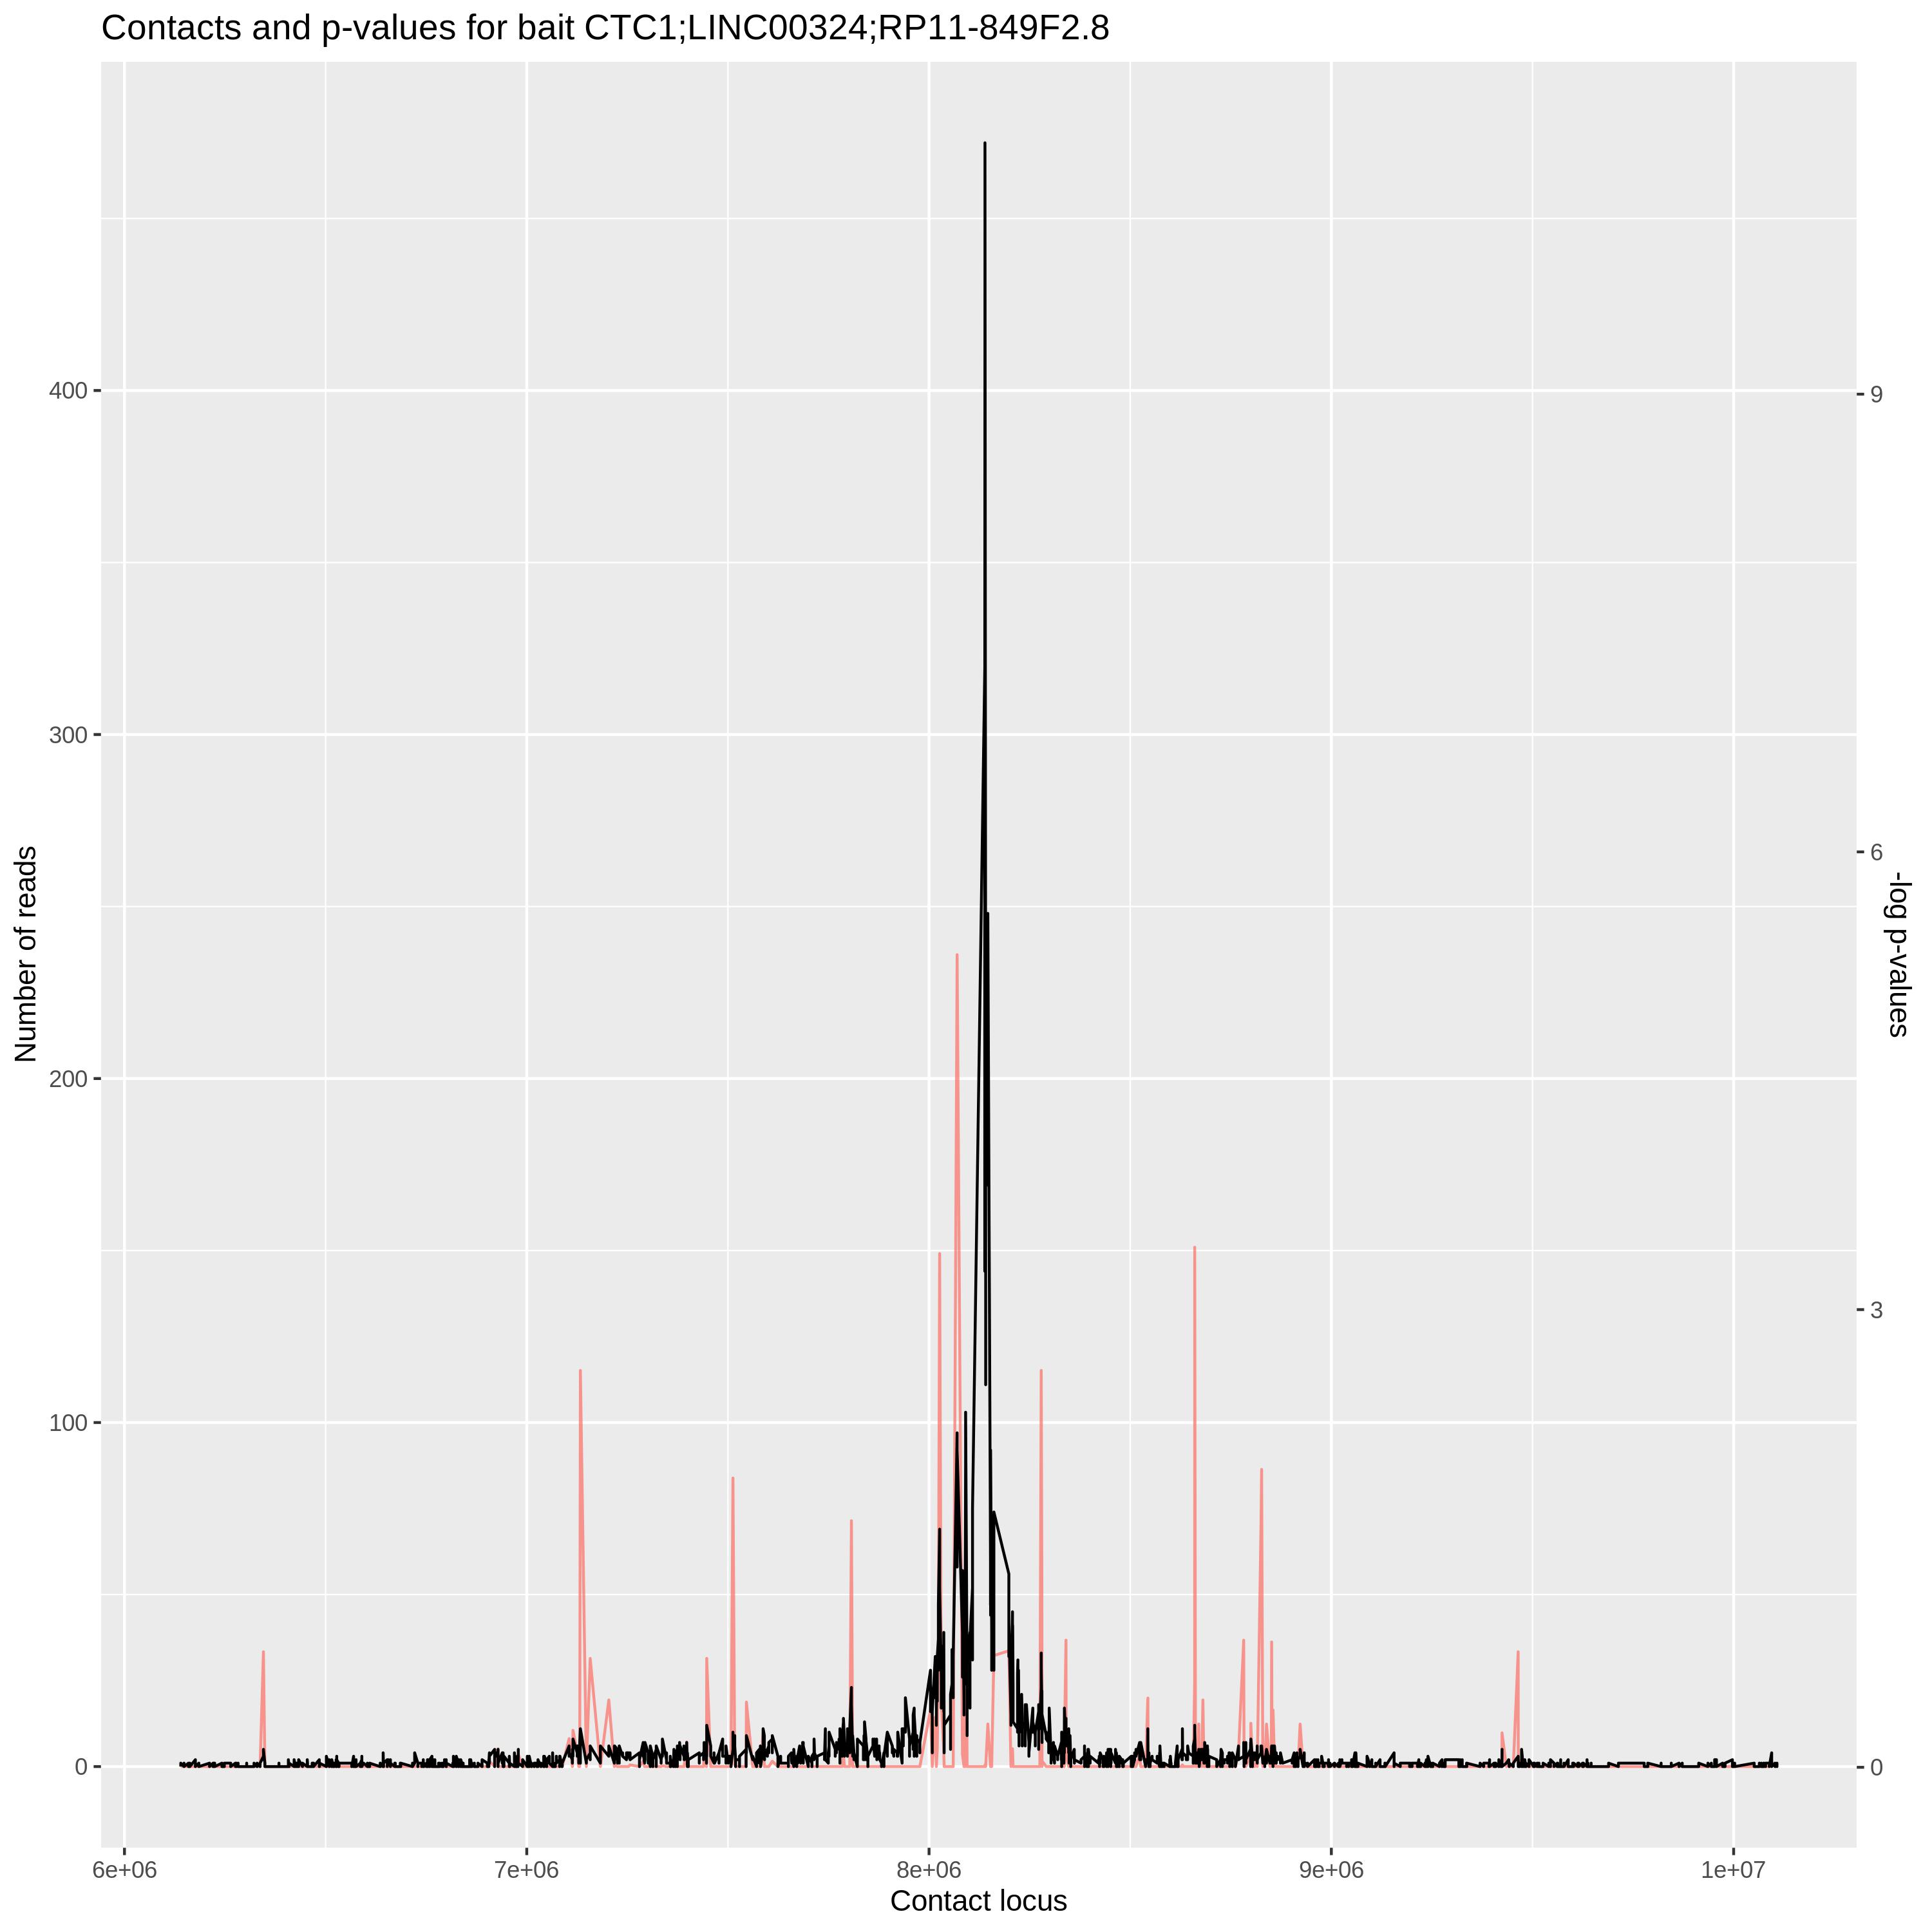 Contacts and p-values for bait CTC1;LINC00324;RP11-849F2.8
400
300
200
100
0
Number of reads
9
6
3
0
-log p-values
6e+06 7e+06 8e+06 9e+06 1e+07
Contact locus